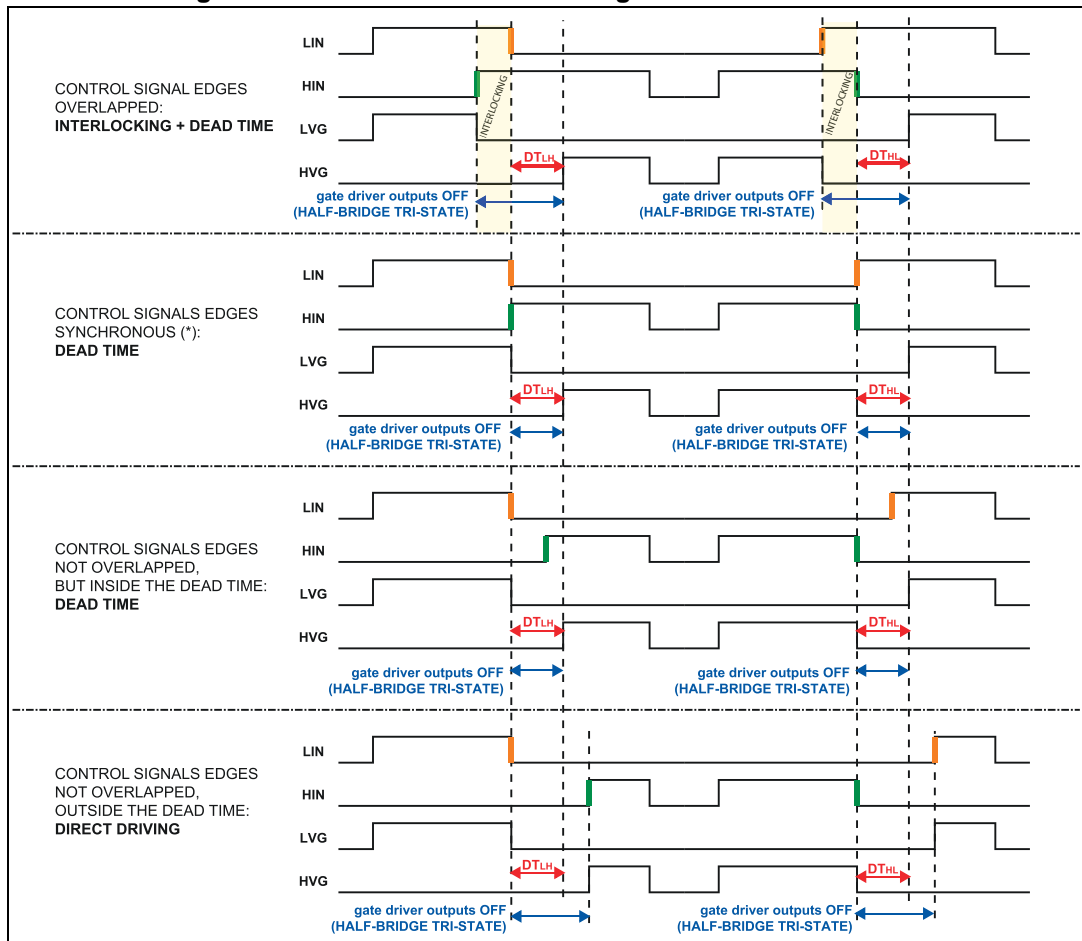 LIN
HIN
CONTROL SIGNAL EDGES
OVERLAPPED:
INTERLOCKING + DEAD TIME
LVG
HVG
INTERLOCKING
INTERLOCKING
DTLH
DTHL
gate driver outputs OFF
(HALF-BRIDGE TRI-STATE)
gate driver outputs OFF
(HALF-BRIDGE TRI-STATE)
LIN
HIN
CONTROL SIGNALS EDGES
SYNCHRONOUS (*):
DEAD TIME
LVG
HVG
DTLH
DTHL
gate driver outputs OFF
(HALF-BRIDGE TRI-STATE)
gate driver outputs OFF
(HALF-BRIDGE TRI-STATE)
LIN
HIN
CONTROL SIGNALS EDGES
NOT OVERLAPPED,
BUT INSIDE THE DEAD TIME:
DEAD TIME
LVG
HVG
DTLH
DTHL
gate driver outputs OFF
(HALF-BRIDGE TRI-STATE)
gate driver outputs OFF
(HALF-BRIDGE TRI-STATE)
LIN
HIN
CONTROL SIGNALS EDGES
NOT OVERLAPPED,
OUTSIDE THE DEAD TIME:
DIRECT DRIVING
LVG
HVG
DTLH
DTHL
gate driver outputs OFF
(HALF-BRIDGE TRI-STATE)
gate driver outputs OFF
(HALF-BRIDGE TRI-STATE)